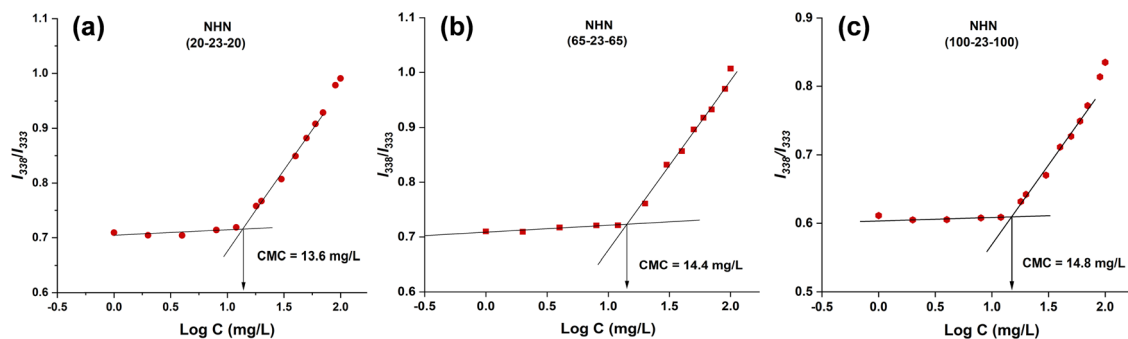 (a)
NHN
(20-23-20)
I338/I333
1.1
1.0
0.9
0.8
0.7
0.6
CMC = 13.6 mg/L
-0.5
0.0
0.5
1.0
1.5
2.0
Log C (mg/L)
(b)
NHN
(65-23-65)
I338/I333
1.1
1.0
0.9
0.8
0.7
0.6
CMC = 14.4 mg/L
-0.5
0.0
0.5
1.0
1.5
2.0
Log C (mg/L)
(c)
NHN
(100-23-100)
I338/I333
1.0
0.9
0.8
0.7
0.6
0.5
CMC = 14.8 mg/L
-0.5
0.0
0.5
1.0
1.5
2.0
Log C (mg/L)